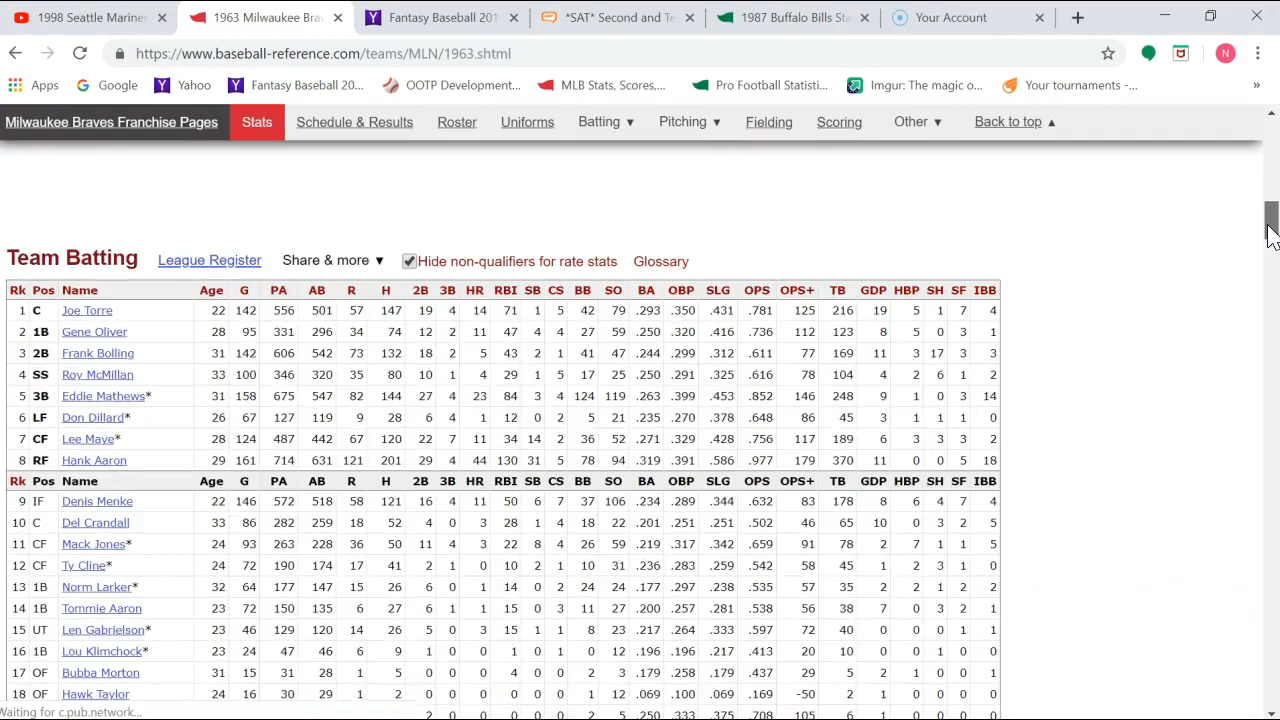 1998 Seattle Mariner
1963 Milwaukee Brav
Fantasy Baseball 201
*SAT* Second and Te
1987 Buffalo Bills Sta
Your Account
https://www.baseball-reference.com/teams/MLN/1963.shtml
N
Apps Google Yahoo Fantasy Baseball 20... OOTP Development... MLB Stats, Scores,... Pro Football Statisti... Imgur: The magic o... Your tournaments -... »
Milwaukee Braves Franchise Pages Stats Schedule & Results Roster Uniforms Batting ▼ Pitching ▼ Fielding Scoring Other ▼ Back to top ▲
Team Batting League Register Share & more ▼ Hide non-qualifiers for rate stats Glossary
Rk Pos Name Age G PA AB R H 2B 3B HR RBI SB CS BB SO BA OBP SLG OPS OPS+ TB GDP HBP SH SF IBB
1 C Joe Torre 22 142 556 501 57 147 19 4 14 71 1 5 42 79 .293 .350 .431 .781 125 216 19 5 1 7 4
2 1B Gene Oliver 28 95 331 296 34 74 12 2 11 47 4 4 27 59 .250 .320 .416 .736 112 123 8 5 0 3 1
3 2B Frank Bolling 31 142 606 542 73 132 18 2 5 43 2 1 41 47 .244 .299 .312 .611 77 169 11 3 17 3 3
4 SS Roy McMillan 33 100 346 320 35 80 10 1 4 29 1 5 17 25 .250 .291 .325 .616 78 104 4 2 6 1 2
5 3B Eddie Mathews* 31 158 675 547 82 144 27 4 23 84 3 4 124 119 .263 .399 .453 .852 146 248 9 1 0 3 14
6 LF Don Dillard* 26 67 127 119 9 28 6 4 1 12 0 2 5 21 .235 .270 .378 .648 86 45 3 1 1 1 0
7 CF Lee Maye* 28 124 487 442 67 120 22 7 11 34 14 2 36 52 .271 .329 .428 .756 117 189 6 3 3 3 2
8 RF Hank Aaron 29 161 714 631 121 201 29 4 44 130 31 5 78 94 .319 .391 .586 .977 179 370 11 0 0 5 18
Rk Pos Name Age G PA AB R H 2B 3B HR RBI SB CS BB SO BA OBP SLG OPS OPS+ TB GDP HBP SH SF IBB
9 IF Denis Menke 22 146 572 518 58 121 16 4 11 50 6 7 37 106 .234 .289 .344 .632 83 178 8 6 4 7 4
10 C Del Crandall 33 86 282 259 18 52 4 0 3 28 1 4 18 22 .201 .251 .251 .502 46 65 10 0 3 2 5
11 CF Mack Jones* 24 93 263 228 36 50 11 4 3 22 8 4 26 59 .219 .317 .342 .659 91 78 2 7 1 1 5
12 CF Ty Cline* 24 72 190 174 17 41 2 1 0 10 2 1 10 31 .236 .283 .259 .542 58 45 1 2 3 1 0
13 1B Norm Larker* 32 64 177 147 15 26 6 0 1 14 0 2 24 24 .177 .297 .238 .535 57 35 2 2 1 2 2
14 1B Tommie Aaron 23 72 150 135 6 27 6 1 1 15 0 3 11 27 .200 .257 .281 .538 56 38 7 0 3 2 1
15 UT Len Gabrielson* 23 46 129 120 14 26 5 0 3 15 1 1 8 23 .217 .264 .333 .597 72 40 0 0 0 1 1
16 1B Lou Klimchock* 23 24 47 46 6 9 1 0 0 1 0 1 0 12 .196 .196 .217 .413 20 10 0 0 1 0 0
17 OF Bubba Morton 31 15 31 28 1 5 0 0 0 4 0 0 2 3 .179 .258 .179 .437 29 5 2 1 0 0 0
18 OF Hawk Taylor 24 16 30 29 1 2 0 0 0 0 0 0 1 12 .069 .100 .069 .169 -50 2 1 0 0 0 0
2 0 0 0 0 0 2 5 .250 .333 .375 .708 105 6 1 0 0 0 0
Waiting for c.pub.network...